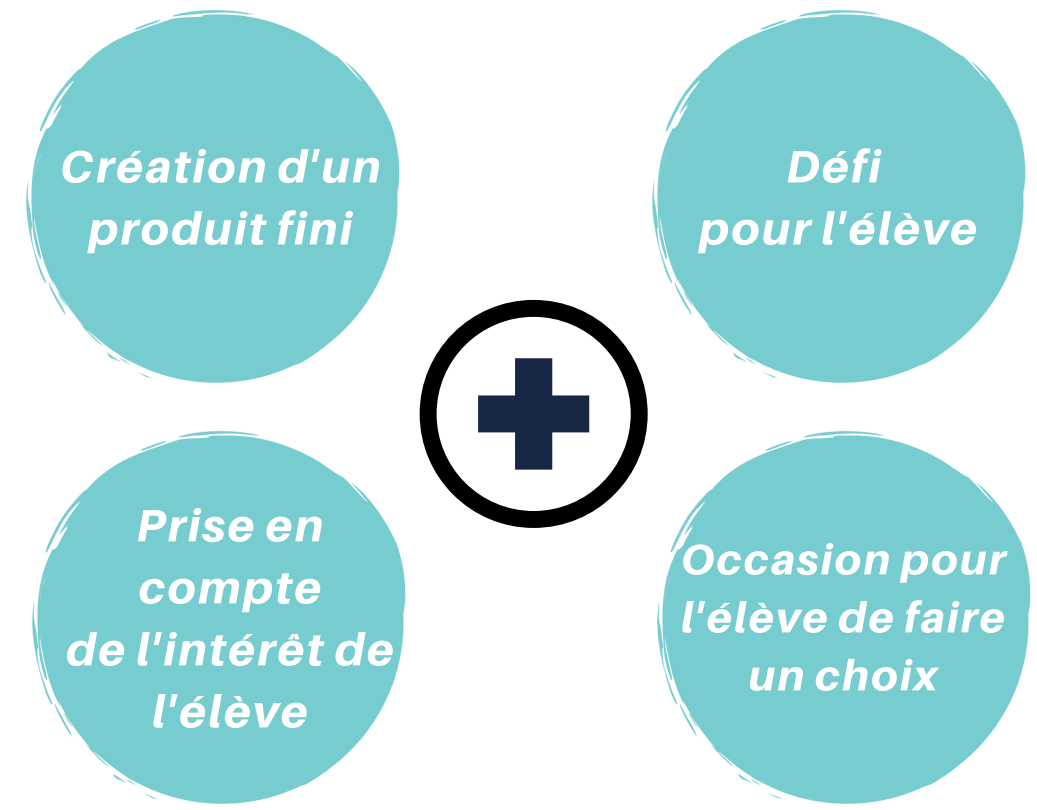 Création d'un
produit fini
Défi
pour l'élève
Prise en
compte
de l'intérêt de
l'élève
Occasion pour
l'élève de faire
un choix